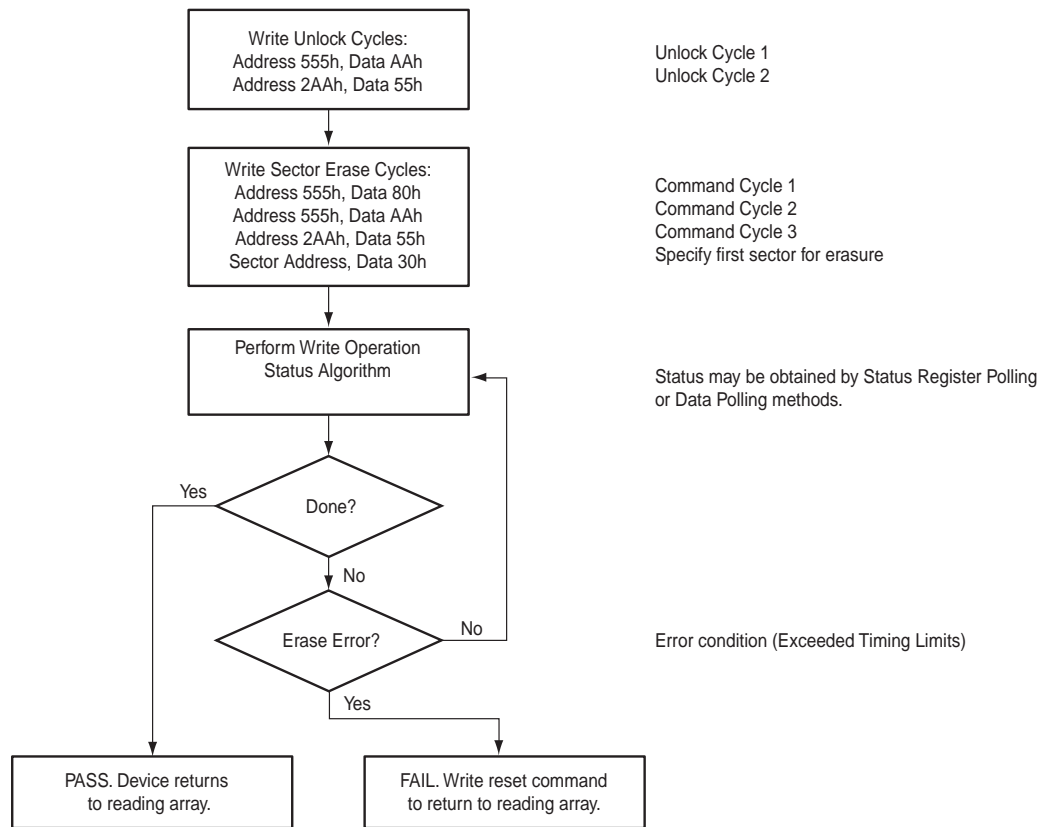 Write Unlock Cycles:
Address 555h, Data AAh
Address 2AAh, Data 55h
Unlock Cycle 1
Unlock Cycle 2
Write Sector Erase Cycles:
Address 555h, Data 80h
Address 555h, Data AAh
Address 2AAh, Data 55h
Sector Address, Data 30h
Command Cycle 1
Command Cycle 2
Command Cycle 3
Specify first sector for erasure
Perform Write Operation
Status Algorithm
Status may be obtained by Status Register Polling
or Data Polling methods.
Yes
Done?
No
Erase Error?
No
Error condition (Exceeded Timing Limits)
Yes
PASS. Device returns
to reading array.
FAIL. Write reset command
to return to reading array.